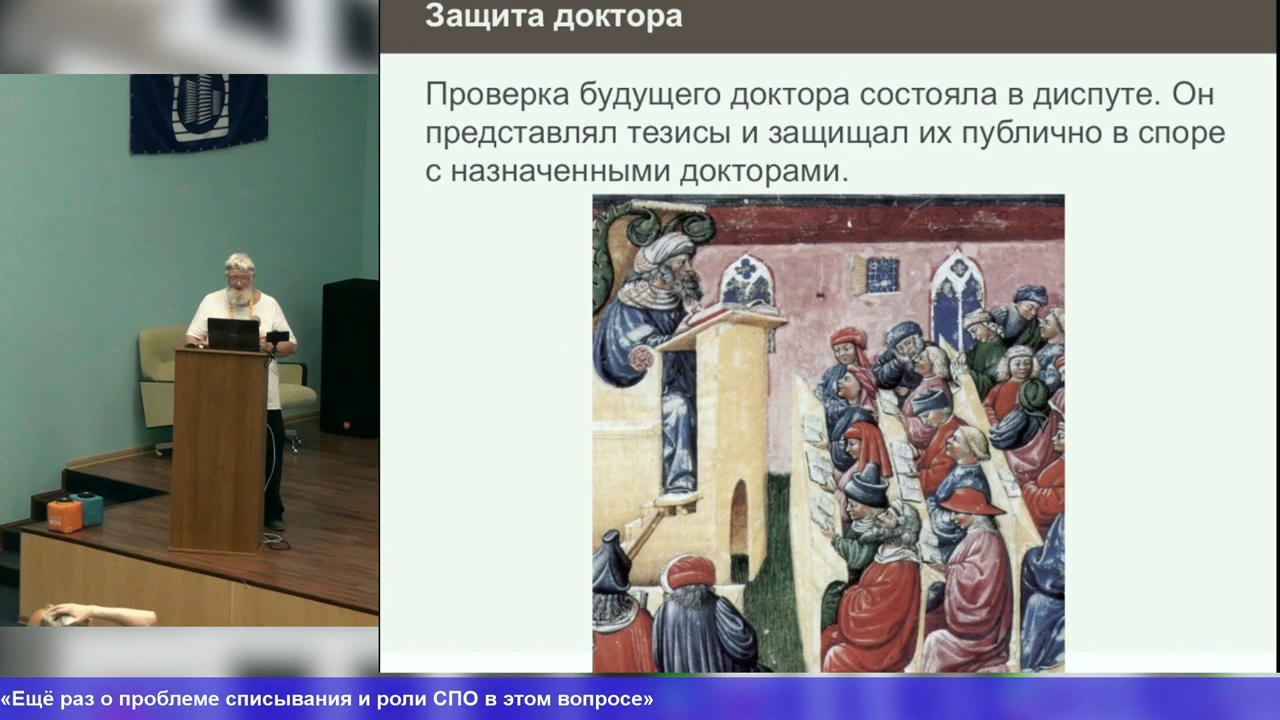 Защита доктора
Проверка будущего доктора состояла в диспуте. Он
представлял тезисы и защищал их публично в споре
с назначенными докторами.
«Ещё раз о проблеме списывания и роли СПО в этом вопросе»